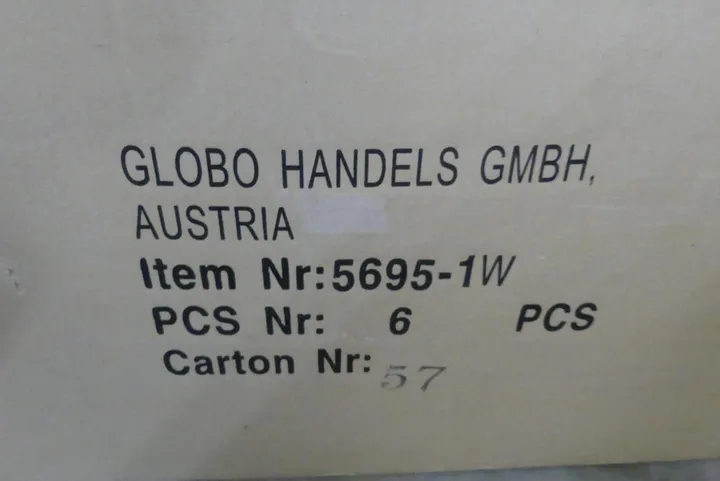 GLOBO HANDELS GMBH,
AUSTRIA
Item Nr:5695-1W
PCS Nr: 6 PCS
Carton Nr: 57